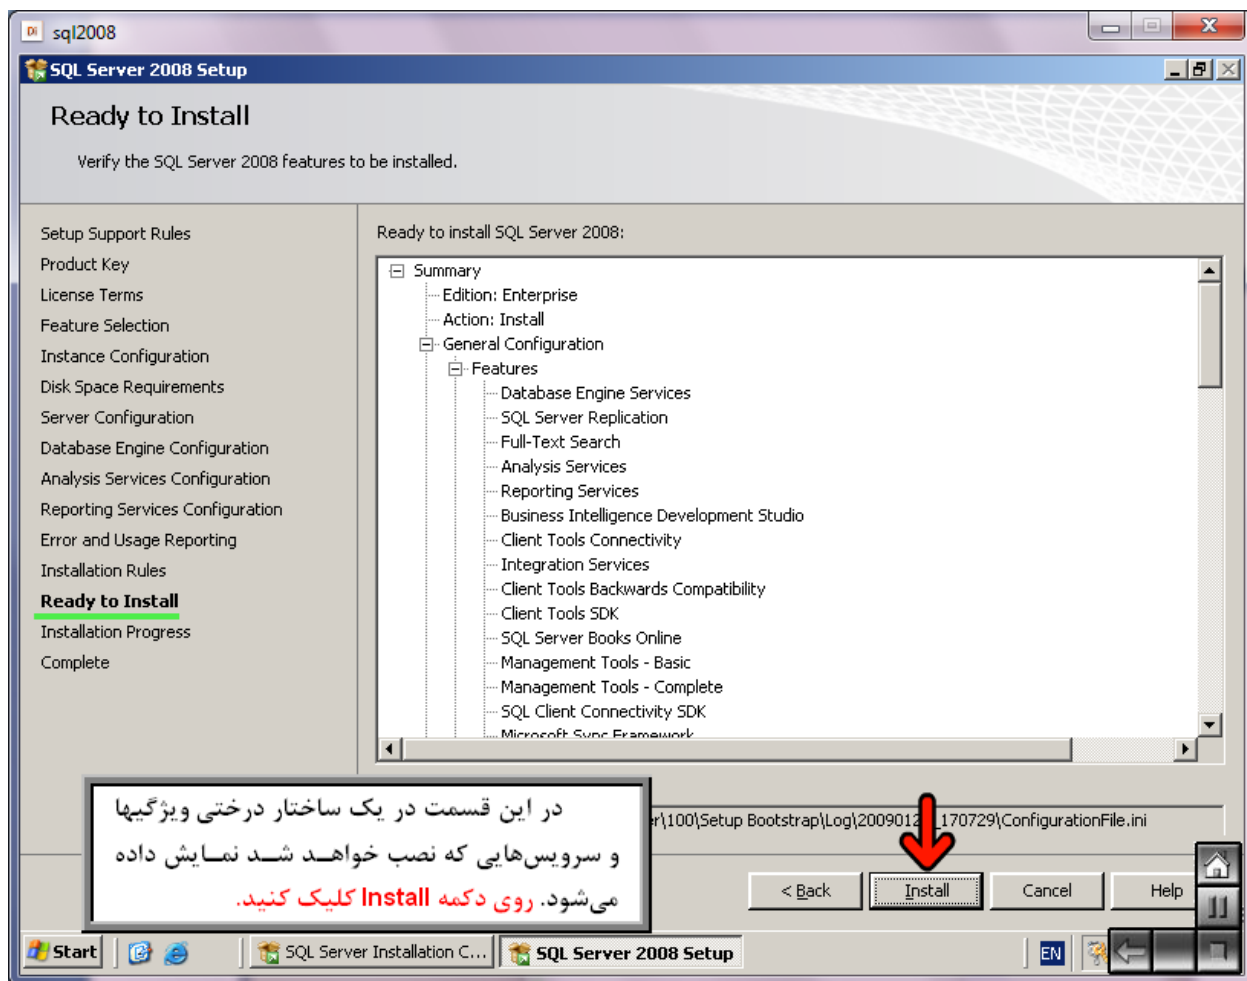 sql2008
SQL Server 2008 Setup
Ready to Install
Verify the SQL Server 2008 features to be installed.
Setup Support Rules
Product Key
License Terms
Feature Selection
Instance Configuration
Disk Space Requirements
Server Configuration
Database Engine Configuration
Analysis Services Configuration
Reporting Services Configuration
Error and Usage Reporting
Installation Rules
Ready to Install
Installation Progress
Complete
Ready to install SQL Server 2008:
Summary
Edition: Enterprise
Action: Install
General Configuration
Features
Database Engine Services
SQL Server Replication
Full-Text Search
Analysis Services
Reporting Services
Business Intelligence Development Studio
Client Tools Connectivity
Integration Services
Client Tools Backwards Compatibility
Client Tools SDK
SQL Server Books Online
Management Tools - Basic
Management Tools - Complete
SQL Client Connectivity SDK
Microsoft Sync Framework
در این قسمت در یک ساختار درختی ویژگیها
و سرویس‌هایی که نصب خواهد شد نمایش داده
می‌شود. روی دکمه Install کلیک کنید.
\100\Setup Bootstrap\Log\ 170729\ConfigurationFile.ini
< Back
Install
Cancel
Help
Start
SQL Server Installation C...
SQL Server 2008 Setup
EN